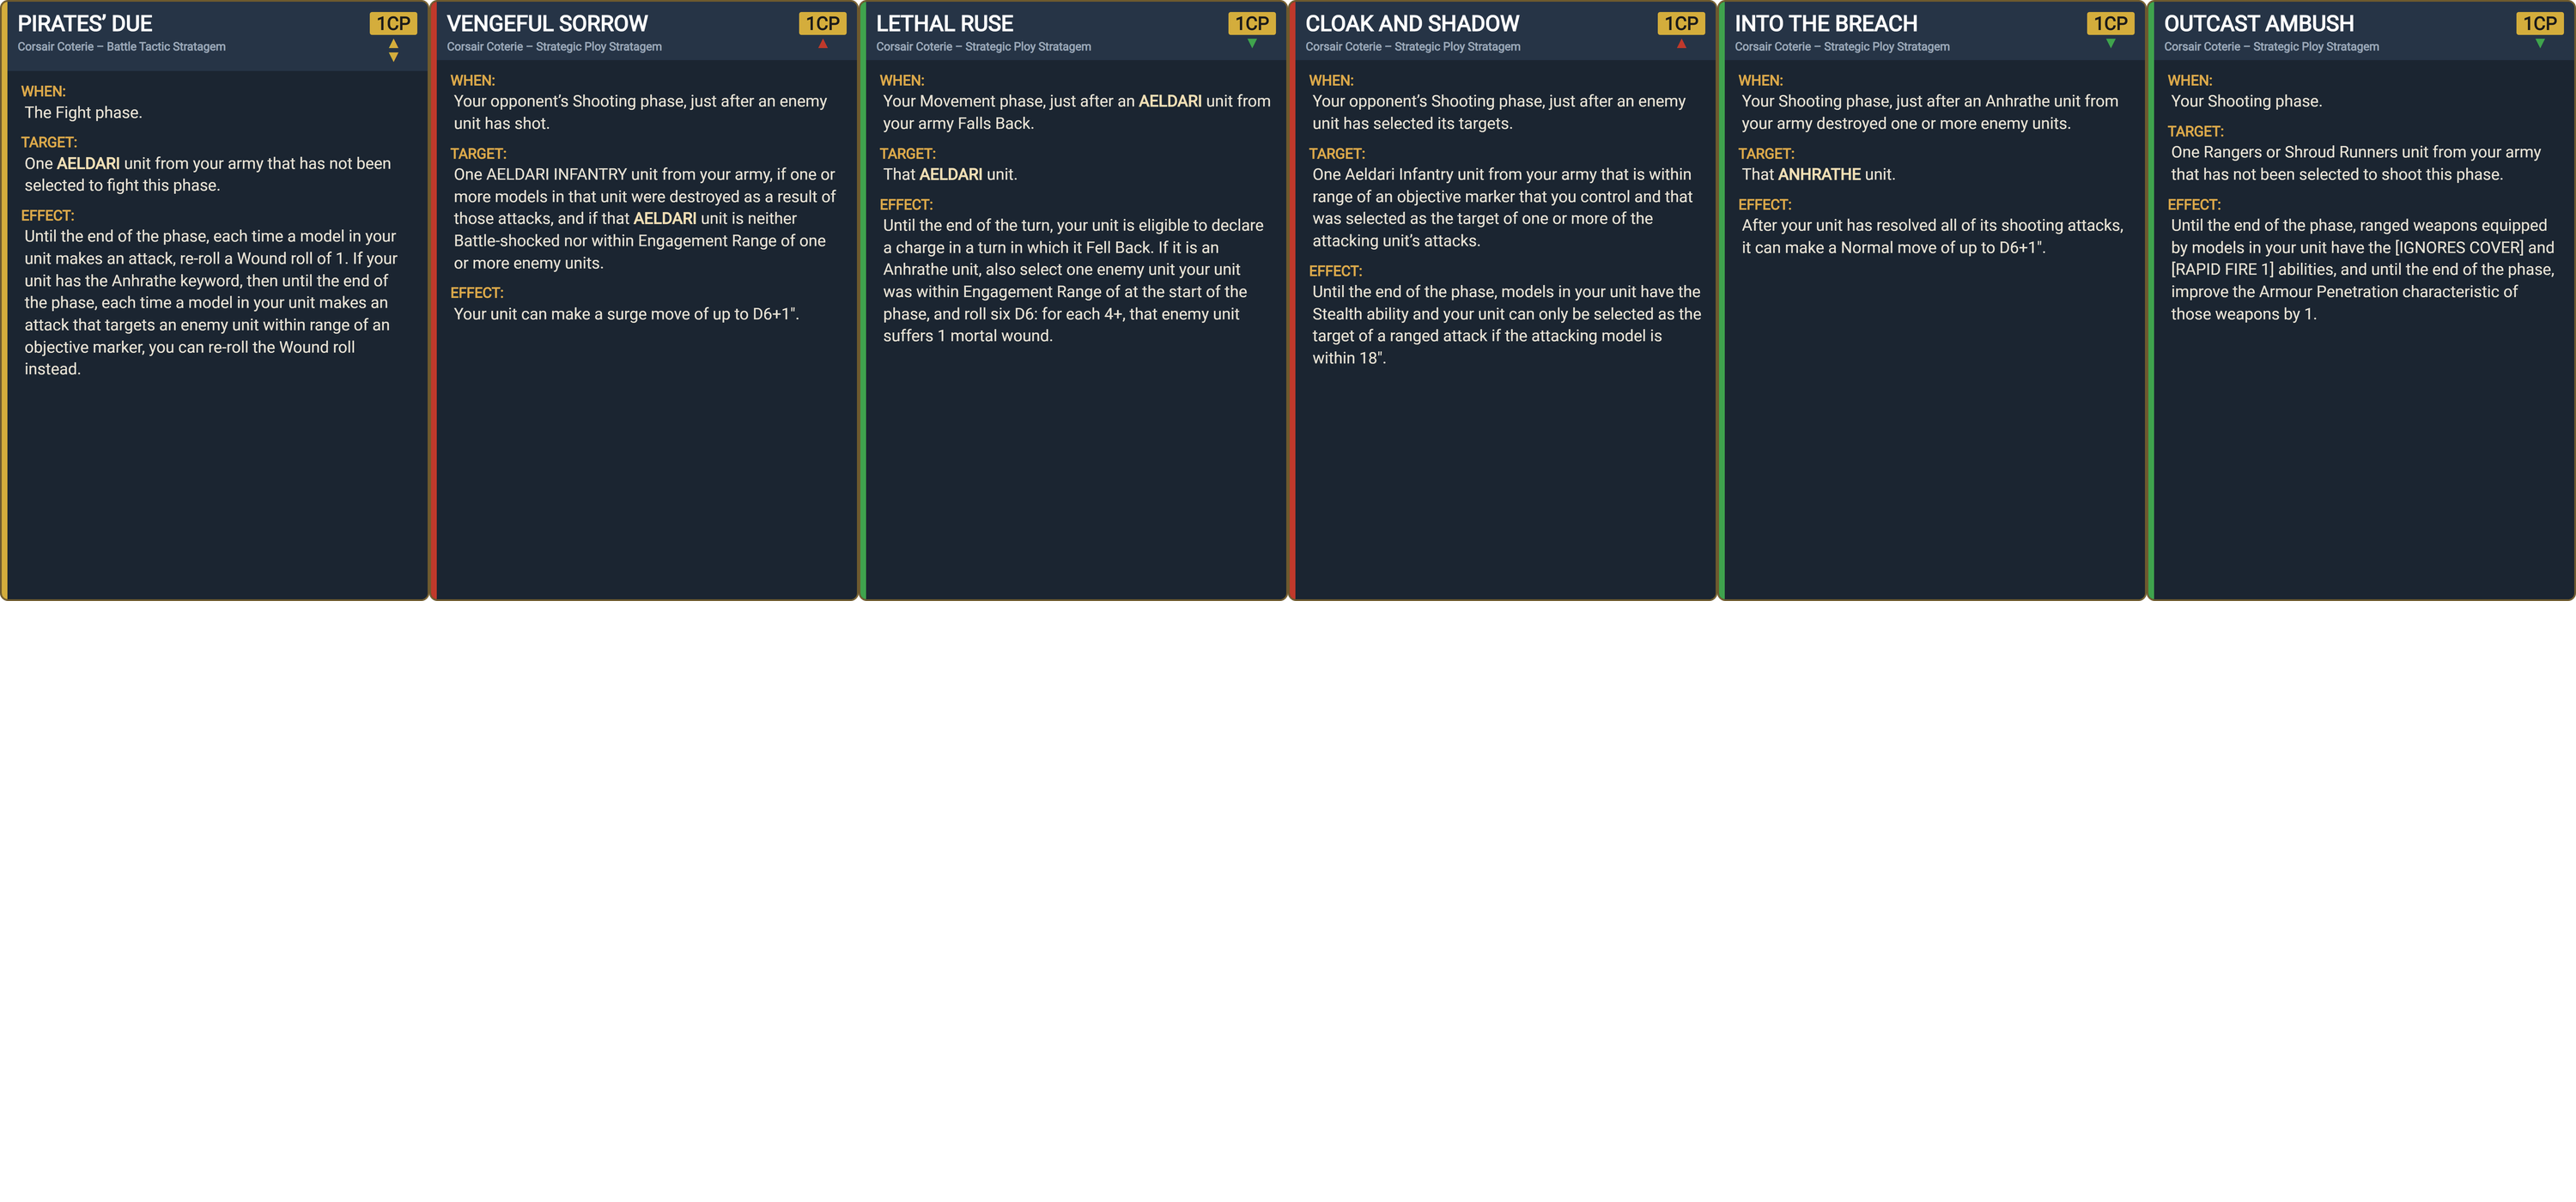 PIRATES’ DUE
1CP
Corsair Coterie – Battle Tactic Stratagem
WHEN:
The Fight phase.
TARGET:
One AELDARI unit from your army that has not been
selected to fight this phase.
EFFECT:
Until the end of the phase, each time a model in your
unit makes an attack, re-roll a Wound roll of 1. If your
unit has the Anhrathe keyword, then until the end of
the phase, each time a model in your unit makes an
attack that targets an enemy unit within range of an
objective marker, you can re-roll the Wound roll
instead.
VENGEFUL SORROW
1CP
Corsair Coterie – Strategic Ploy Stratagem
WHEN:
Your opponent’s Shooting phase, just after an enemy
unit has shot.
TARGET:
One AELDARI INFANTRY unit from your army, if one or
more models in that unit were destroyed as a result of
those attacks, and if that AELDARI unit is neither
Battle-shocked nor within Engagement Range of one
or more enemy units.
EFFECT:
Your unit can make a surge move of up to D6+1".
LETHAL RUSE
1CP
Corsair Coterie – Strategic Ploy Stratagem
WHEN:
Your Movement phase, just after an AELDARI unit from
your army Falls Back.
TARGET:
That AELDARI unit.
EFFECT:
Until the end of the turn, your unit is eligible to declare
a charge in a turn in which it Fell Back. If it is an
Anhrathe unit, also select one enemy unit your unit
was within Engagement Range of at the start of the
phase, and roll six D6: for each 4+, that enemy unit
suffers 1 mortal wound.
CLOAK AND SHADOW
1CP
Corsair Coterie – Strategic Ploy Stratagem
WHEN:
Your opponent’s Shooting phase, just after an enemy
unit has selected its targets.
TARGET:
One Aeldari Infantry unit from your army that is within
range of an objective marker that you control and that
was selected as the target of one or more of the
attacking unit’s attacks.
EFFECT:
Until the end of the phase, models in your unit have the
Stealth ability and your unit can only be selected as the
target of a ranged attack if the attacking model is
within 18".
INTO THE BREACH
1CP
Corsair Coterie – Strategic Ploy Stratagem
WHEN:
Your Shooting phase, just after an Anhrathe unit from
your army destroyed one or more enemy units.
TARGET:
That ANHRATHE unit.
EFFECT:
After your unit has resolved all of its shooting attacks,
it can make a Normal move of up to D6+1".
OUTCAST AMBUSH
1CP
Corsair Coterie – Strategic Ploy Stratagem
WHEN:
Your Shooting phase.
TARGET:
One Rangers or Shroud Runners unit from your army
that has not been selected to shoot this phase.
EFFECT:
Until the end of the phase, ranged weapons equipped
by models in your unit have the [IGNORES COVER] and
[RAPID FIRE 1] abilities, and until the end of the phase,
improve the Armour Penetration characteristic of
those weapons by 1.